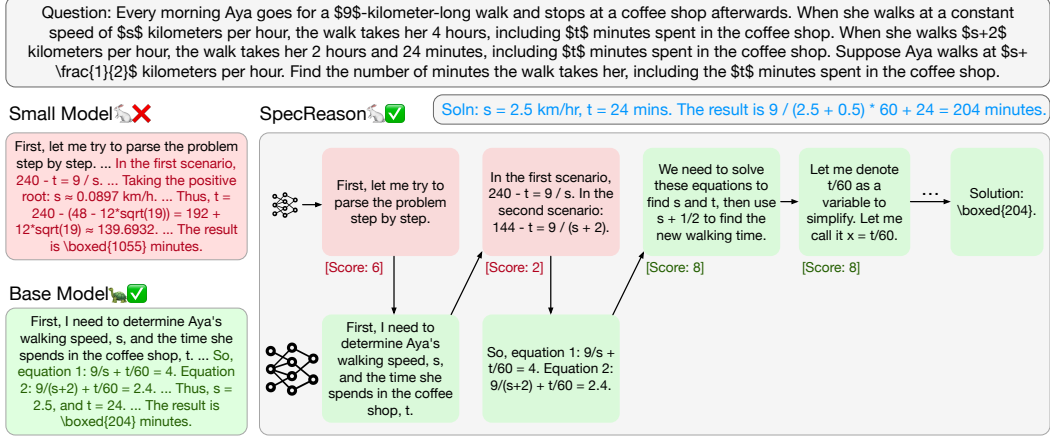 Question: Every morning Aya goes for a $9$-kilometer-long walk and stops at a coffee shop afterwards. When she walks at a constant
speed of $s$ kilometers per hour, the walk takes her 4 hours, including $t$ minutes spent in the coffee shop. When she walks $s+2$
kilometers per hour, the walk takes her 2 hours and 24 minutes, including $t$ minutes spent in the coffee shop. Suppose Aya walks at $s+
\frac{1}{2}$ kilometers per hour. Find the number of minutes the walk takes her, including the $t$ minutes spent in the coffee shop.
Small Model
First, let me try to parse the problem
step by step. ... In the first scenario,
240 - t = 9 / s. ... Taking the positive
root: s ≈ 0.0897 km/h. ... Thus, t =
240 - (48 - 12*sqrt(19)) = 192 +
12*sqrt(19) ≈ 139.6932. ... The result
is \boxed{1055} minutes.
Base Model
First, I need to determine Aya's
walking speed, s, and the time she
spends in the coffee shop, t. ... So,
equation 1: 9/s + t/60 = 4. Equation
2: 9/(s+2) + t/60 = 2.4. ... Thus, s =
2.5, and t = 24. ... The result is
\boxed{204} minutes.
SpecReason
Soln: s = 2.5 km/hr, t = 24 mins. The result is 9 / (2.5 + 0.5) * 60 + 24 = 204 minutes.
First, let me try to
parse the problem
step by step.
[Score: 6]
First, I need to
determine Aya's
walking speed, s,
and the time she
spends in the coffee
shop, t.
In the first scenario,
240 - t = 9 / s. In the
second scenario:
144 - t = 9 / (s + 2).
[Score: 2]
So, equation 1: 9/s +
t/60 = 4. Equation 2:
9/(s+2) + t/60 = 2.4.
We need to solve
these equations to
find s and t, then use
s + 1/2 to find the
new walking time.
[Score: 8]
Let me denote
t/60 as a
variable to
simplify. Let me
call it x = t/60.
[Score: 8]
...
Solution:
\boxed{204}.